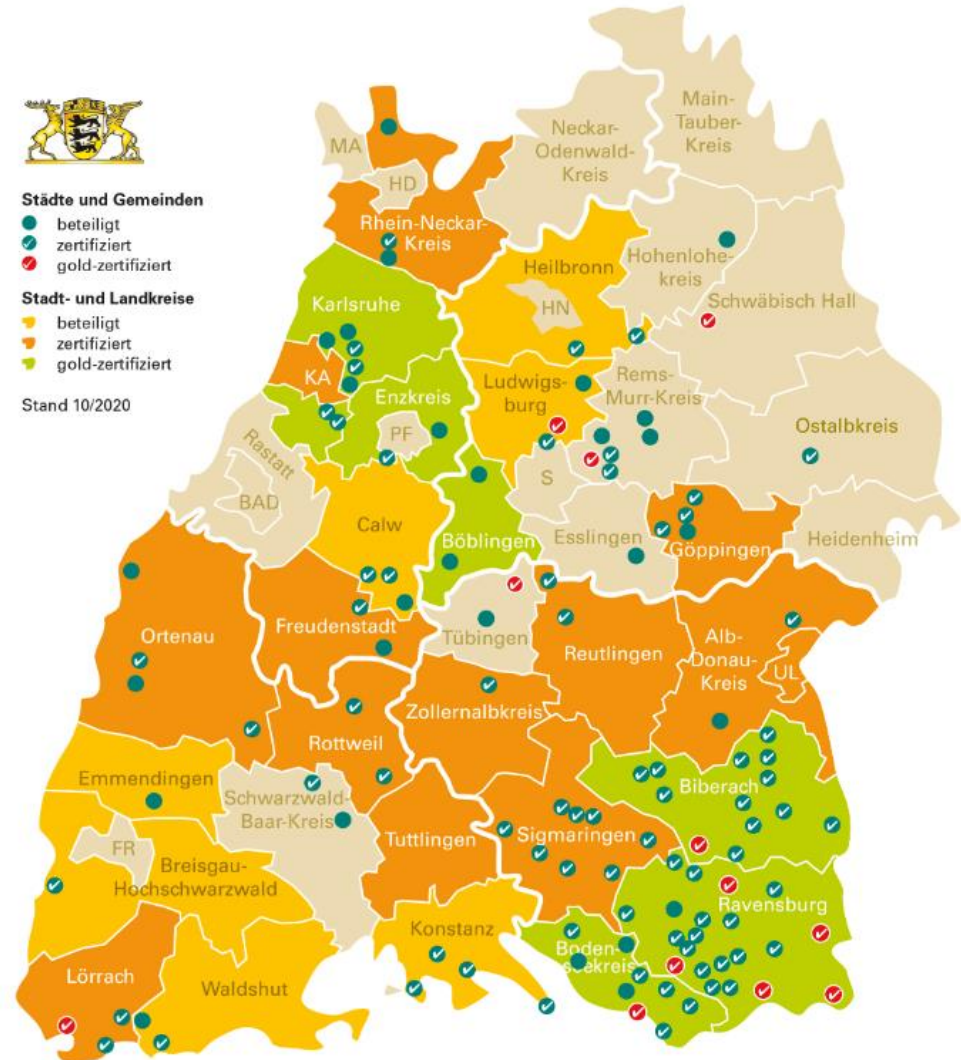 Städte und Gemeinden
beteiligt
zertifiziert
gold-zertifiziert
Stadt- und Landkreise
beteiligt
zertifiziert
gold-zertifiziert
Stand 10/2020
Main-
Tauber-
Kreis
Neckar-
Odenwald-
Kreis
MA
HD
Rhein-Neckar-
Kreis
Heilbronn
Hohenlohe-
kreis
HN
Schwäbisch Hall
Karlsruhe
KA
Enzkreis
PF
Ludwigs-
burg
Rems-
Murr-Kreis
Ostalbkreis
Rastatt
BAD
S
Calw
Böblingen
Esslingen
Göppingen
Heidenheim
Ortenau
Freudenstadt
Tübingen
Reutlingen
Alb-
Donau-
Kreis
UL
Rottweil
Zollernalbkreis
Emmendingen
Schwarzwald-
Baar-Kreis
Biberach
FR
Breisgau-
Hochschwarzwald
Tuttlingen
Sigmaringen
Konstanz
Ravensburg
Boden-
seekreis
Lörrach
Waldshut